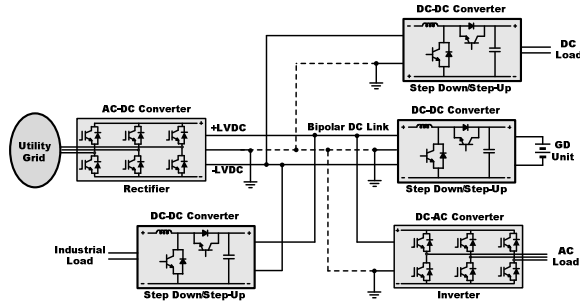 DC-DC Converter
DC
Load
Step Down/Step-Up
AC-DC Converter
DC-DC Converter
+LVDC
Bipolar DC Link
Utility
Grid
GD
Unit
-LVDC
Rectifier
Step Down/Step-Up
DC-DC Converter
DC-AC Converter
Industrial
Load
AC
Load
Step Down/Step-Up
Inverter